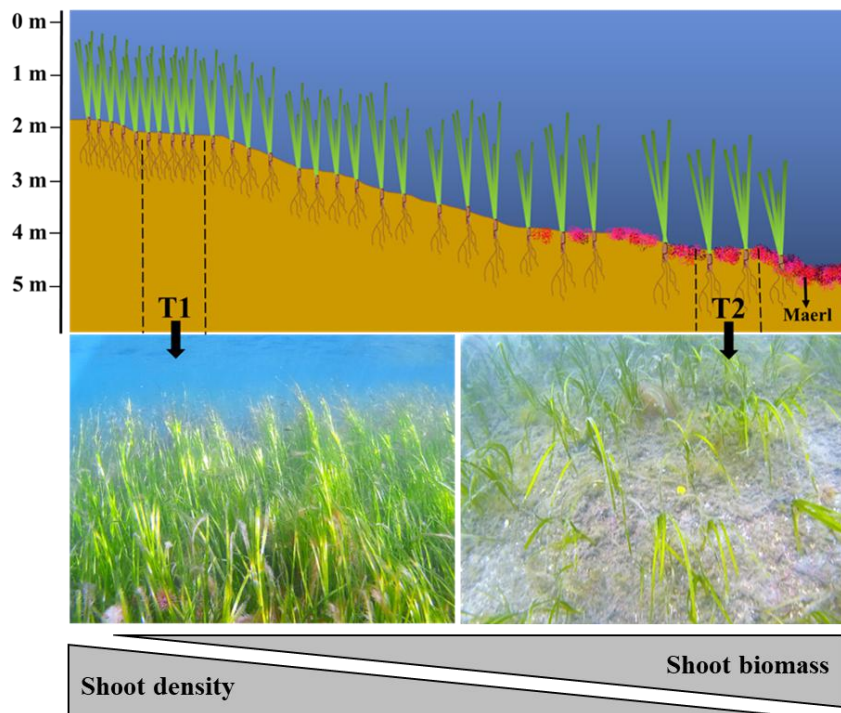 0 m
1 m
2 m
3 m
4 m
5 m
T1
T2
Maerl
Shoot biomass
Shoot density